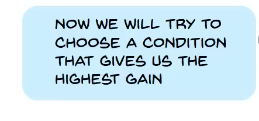 NOW WE WILL TRY TO
CHOOSE A CONDITION
THAT GIVES US THE
HIGHEST GAIN